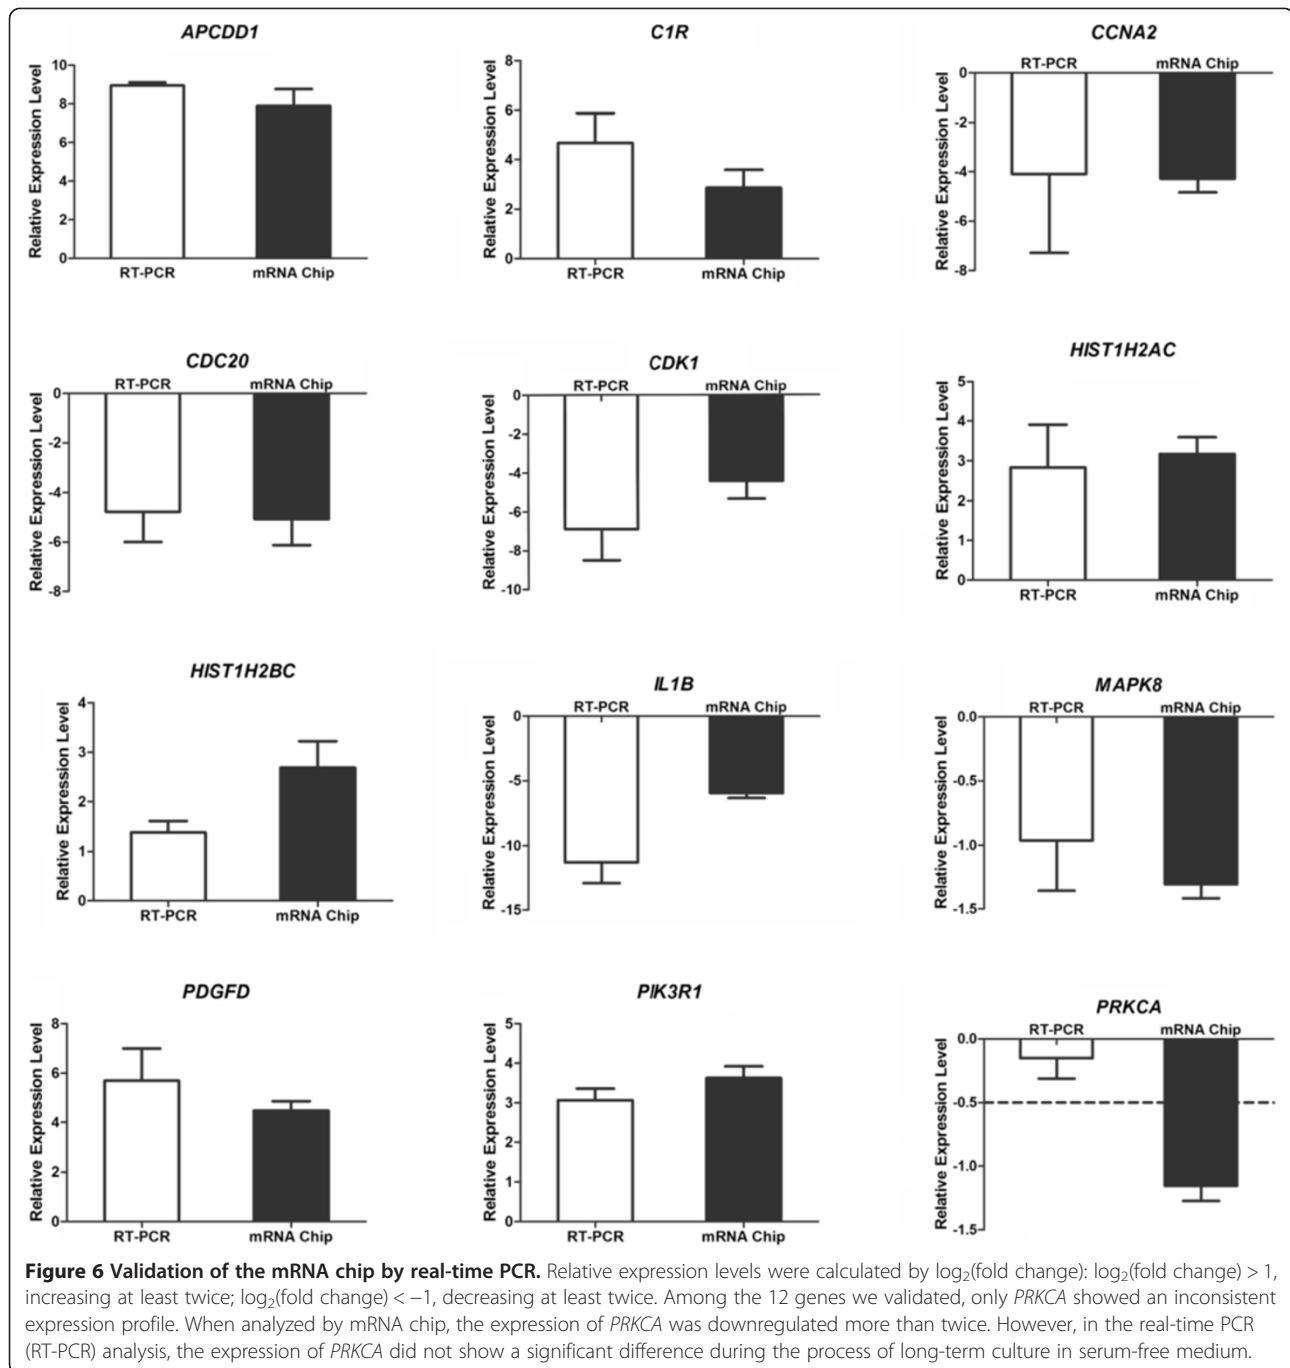 APCDD1
Relative Expression Level
10
8
6
4
2
0
RT-PCR
mRNA Chip
C1R
Relative Expression Level
8
6
4
2
0
RT-PCR
mRNA Chip
CCNA2
RT-PCR
mRNA Chip
Relative Expression Level
0
-2
-4
-6
-8
CDC20
RT-PCR
mRNA Chip
Relative Expression Level
0
-2
-4
-6
-8
CDK1
RT-PCR
mRNA Chip
Relative Expression Level
0
-2
-4
-6
-8
-10
HIST1H2AC
Relative Expression Level
5
4
3
2
1
0
RT-PCR
mRNA Chip
HIST1H2BC
Relative Expression Level
4
3
2
1
0
RT-PCR
mRNA Chip
IL1B
RT-PCR
mRNA Chip
Relative Expression Level
0
-5
-10
-15
MAPK8
RT-PCR
mRNA Chip
Relative Expression Level
0.0
-0.5
-1.0
-1.5
PDGFD
Relative Expression Level
8
6
4
2
0
RT-PCR
mRNA Chip
PIK3R1
Relative Expression Level
5
4
3
2
1
0
RT-PCR
mRNA Chip
PRKCA
RT-PCR
mRNA Chip
Relative Expression Level
0.0
-0.5
-1.0
-1.5
Figure 6 Validation of the mRNA chip by real-time PCR. Relative expression levels were calculated by log₂(fold change): log₂(fold change) > 1,
increasing at least twice; log₂(fold change) < −1, decreasing at least twice. Among the 12 genes we validated, only PRKCA showed an inconsistent
expression profile. When analyzed by mRNA chip, the expression of PRKCA was downregulated more than twice. However, in the real-time PCR
(RT-PCR) analysis, the expression of PRKCA did not show a significant difference during the process of long-term culture in serum-free medium.